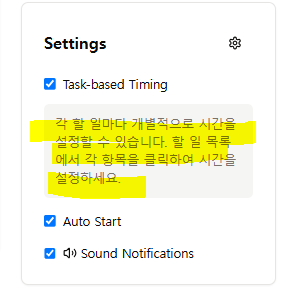 Settings
Task-based Timing
각 할 일마다 개별적으로 시간을
설정할 수 있습니다. 할 일 목록
에서 각 항목을 클릭하여 시간을
설정하세요.
Auto Start
Sound Notifications